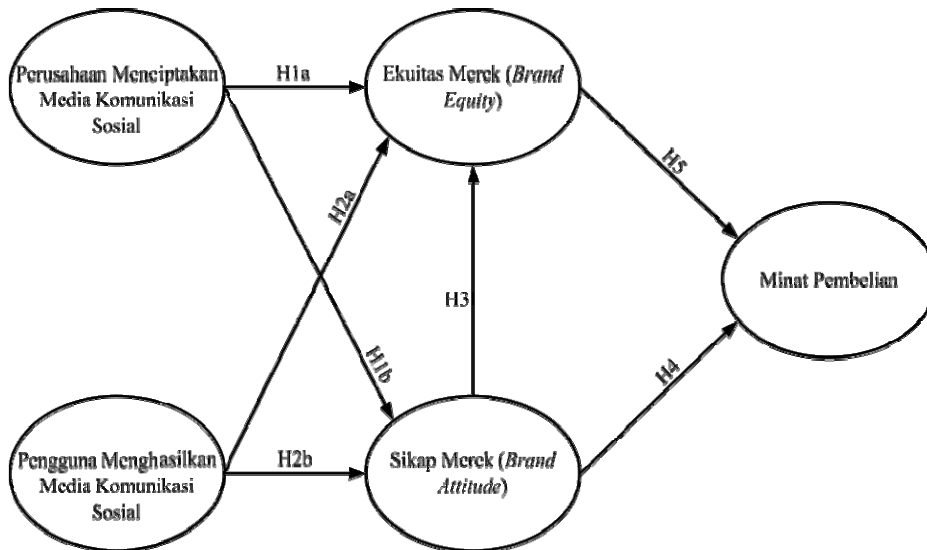 Perusahaan Menciptakan
Media Komunikasi
Sosial
H1a
Ekuitas Merek (Brand
Equity)
H2a
H5
H3
Minat Pembelian
H1b
H4
Pengguna Menghasilkan
Media Komunikasi
Sosial
H2b
Sikap Merek (Brand
Attitude)